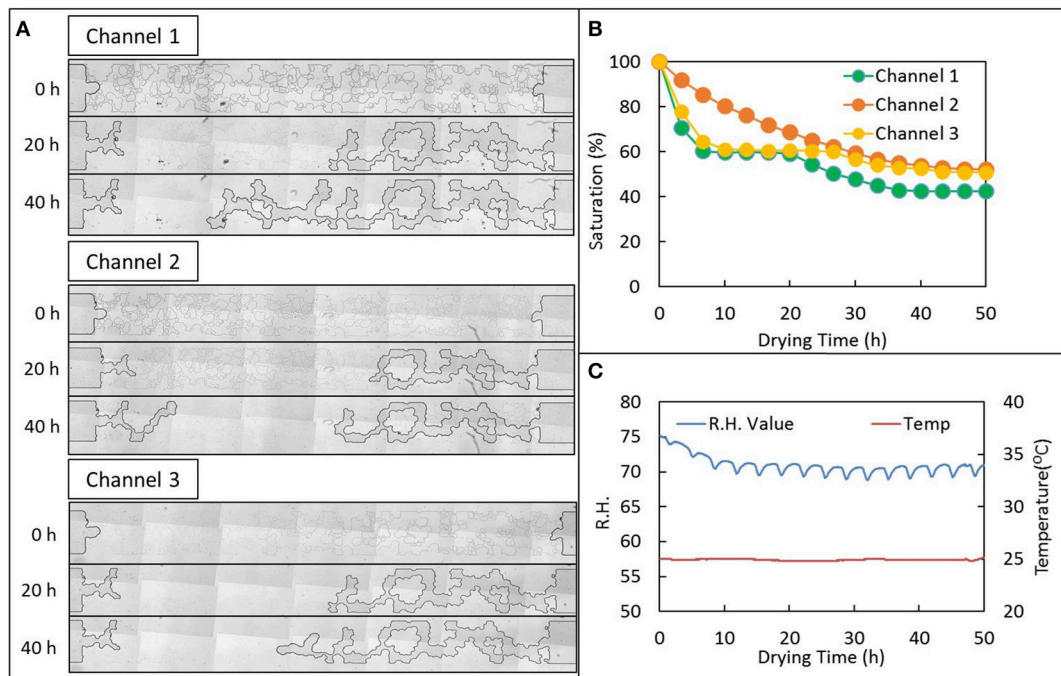 A
Channel 1
0 h
20 h
40 h
Channel 2
0 h
20 h
40 h
Channel 3
0 h
20 h
40 h
B
100
80
60
40
20
0
Saturation (%)
Channel 1
Channel 2
Channel 3
0 10 20 30 40 50
Drying Time (h)
C
80
75
70
65
60
55
50
R.H.
R.H. Value
Temp
40
35
30
25
20
Temperature(⁰C)
0 10 20 30 40 50
Drying Time (h)